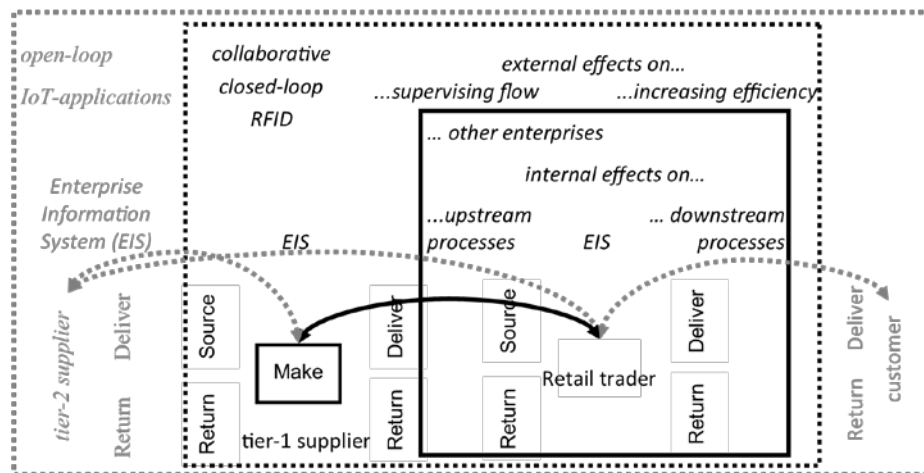 open-loop
IoT-applications
collaborative
closed-loop
RFID
external effects on...
...supervising flow
...increasing efficiency
... other enterprises
internal effects on...
Enterprise
Information
System (EIS)
EIS
...upstream
processes
EIS
... downstream
processes
tier-2 supplier
Deliver
Return
Source
Return
Make
tier-1 supplier
Deliver
Return
Source
Return
Retail trader
Deliver
Return
Deliver
Return
customer